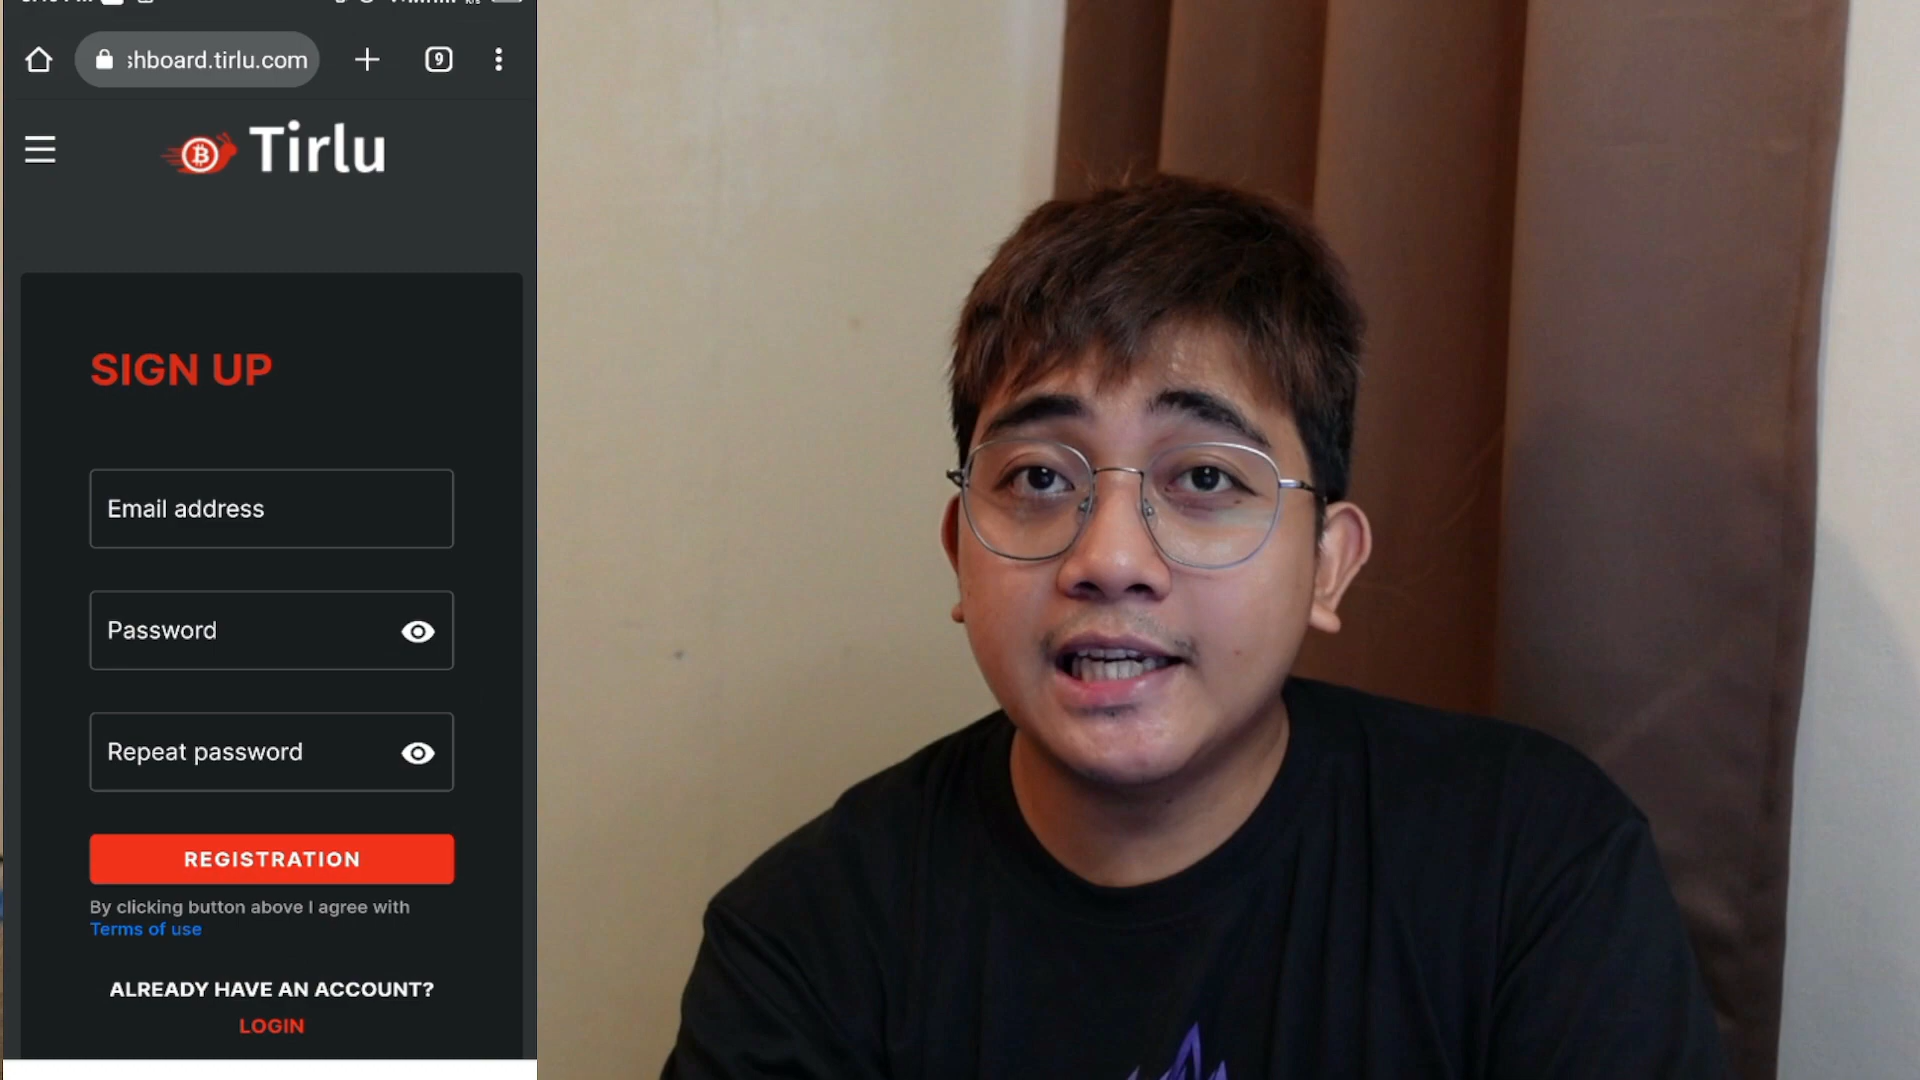 shboard.tirlu.com
9
Tirlu
SIGN UP
Email address
Password
Repeat password
REGISTRATION
By clicking button above I agree with
Terms of use
ALREADY HAVE AN ACCOUNT?
LOGIN